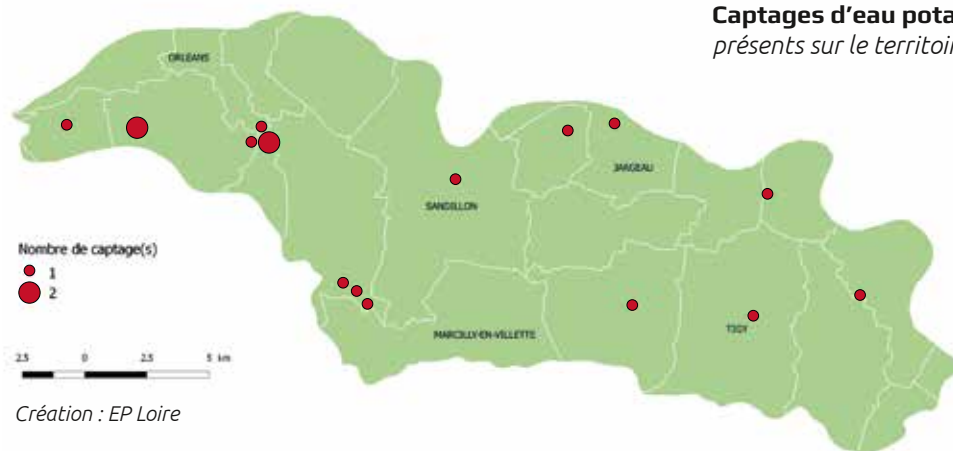 Captages d’eau pota
présents sur le territoir
ORLÉANS
JARGEAU
SANDILLON
Nombre de captage(s)
1
2
MARCILLY-EN-VILLETTE
TIGY
2.5 0 2.5 5 km
Création : EP Loire